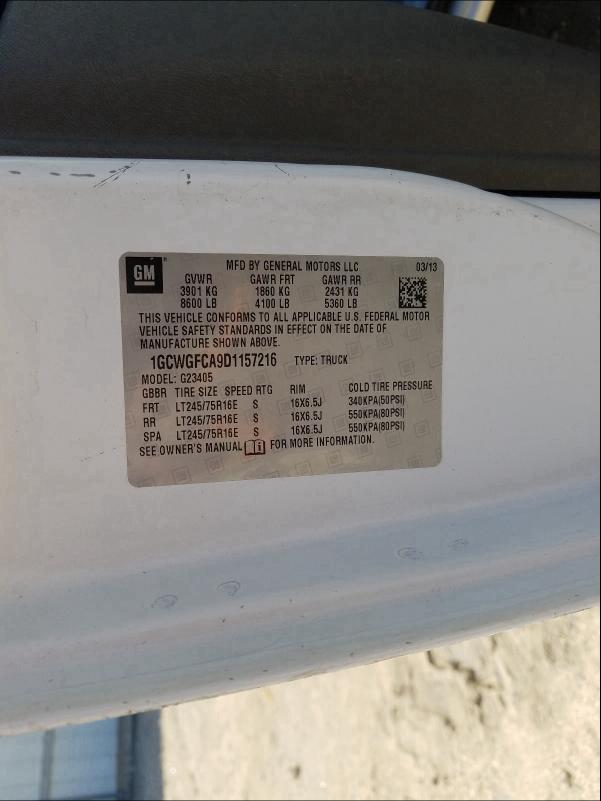 GM ® MFD BY GENERAL MOTORS LLC 03/13
GVWR GAWR FRT GAWR RR
3901 KG 1860 KG 2431 KG
8600 LB 4100 LB 5360 LB
THIS VEHICLE CONFORMS TO ALL APPLICABLE U.S. FEDERAL MOTOR
VEHICLE SAFETY STANDARDS IN EFFECT ON THE DATE OF
MANUFACTURE SHOWN ABOVE.
1GCWGFCA9D1157216 TYPE: TRUCK
MODEL: G23405
GBBR TIRE SIZE SPEED RTG RIM COLD TIRE PRESSURE
FRT LT245/75R16E S 16X6.5J 340KPA(50PSI)
RR LT245/75R16E S 16X6.5J 550KPA(80PSI)
SPA LT245/75R16E S 16X6.5J 550KPA(80PSI)
SEE OWNER'S MANUAL i FOR MORE INFORMATION.